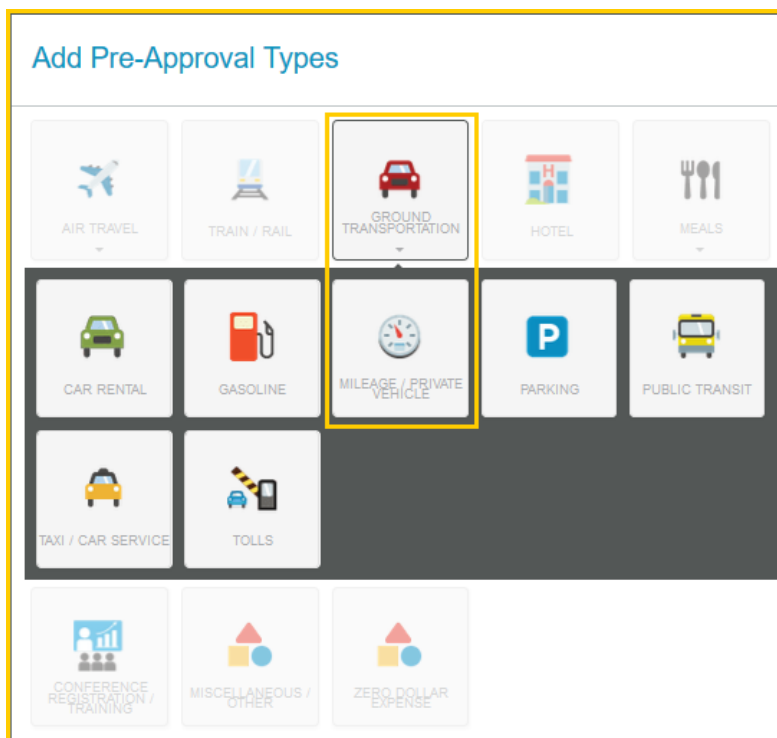 Add Pre-Approval Types
AIR TRAVEL
TRAIN / RAIL
GROUND
TRANSPORTATION
HOTEL
MEALS
CAR RENTAL
GASOLINE
MILEAGE / PRIVATE
VEHICLE
P
PARKING
PUBLIC TRANSIT
TAXI / CAR SERVICE
TOLLS
CONFERENCE
REGISTRATION /
TRAINING
MISCELLANEOUS /
OTHER
ZERO DOLLAR
EXPENSE